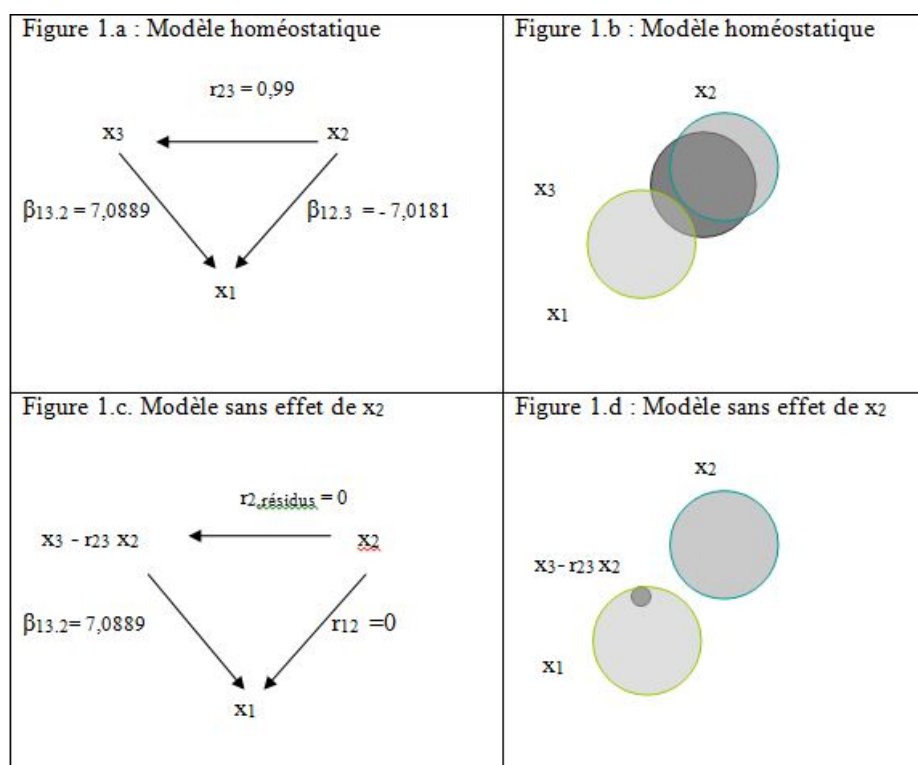 Figure 1.a : Modèle homéostatique
r23 = 0,99
x3
x2
β13.2 = 7,0889
β12.3 = - 7,0181
x1
Figure 1.b : Modèle homéostatique
x2
x3
x1
Figure 1.c. Modèle sans effet de x2
r2,résidus = 0
x3 - r23 x2
x2
β13.2= 7,0889
r12 =0
x1
Figure 1.d : Modèle sans effet de x2
x2
x3- r23 x2
x1